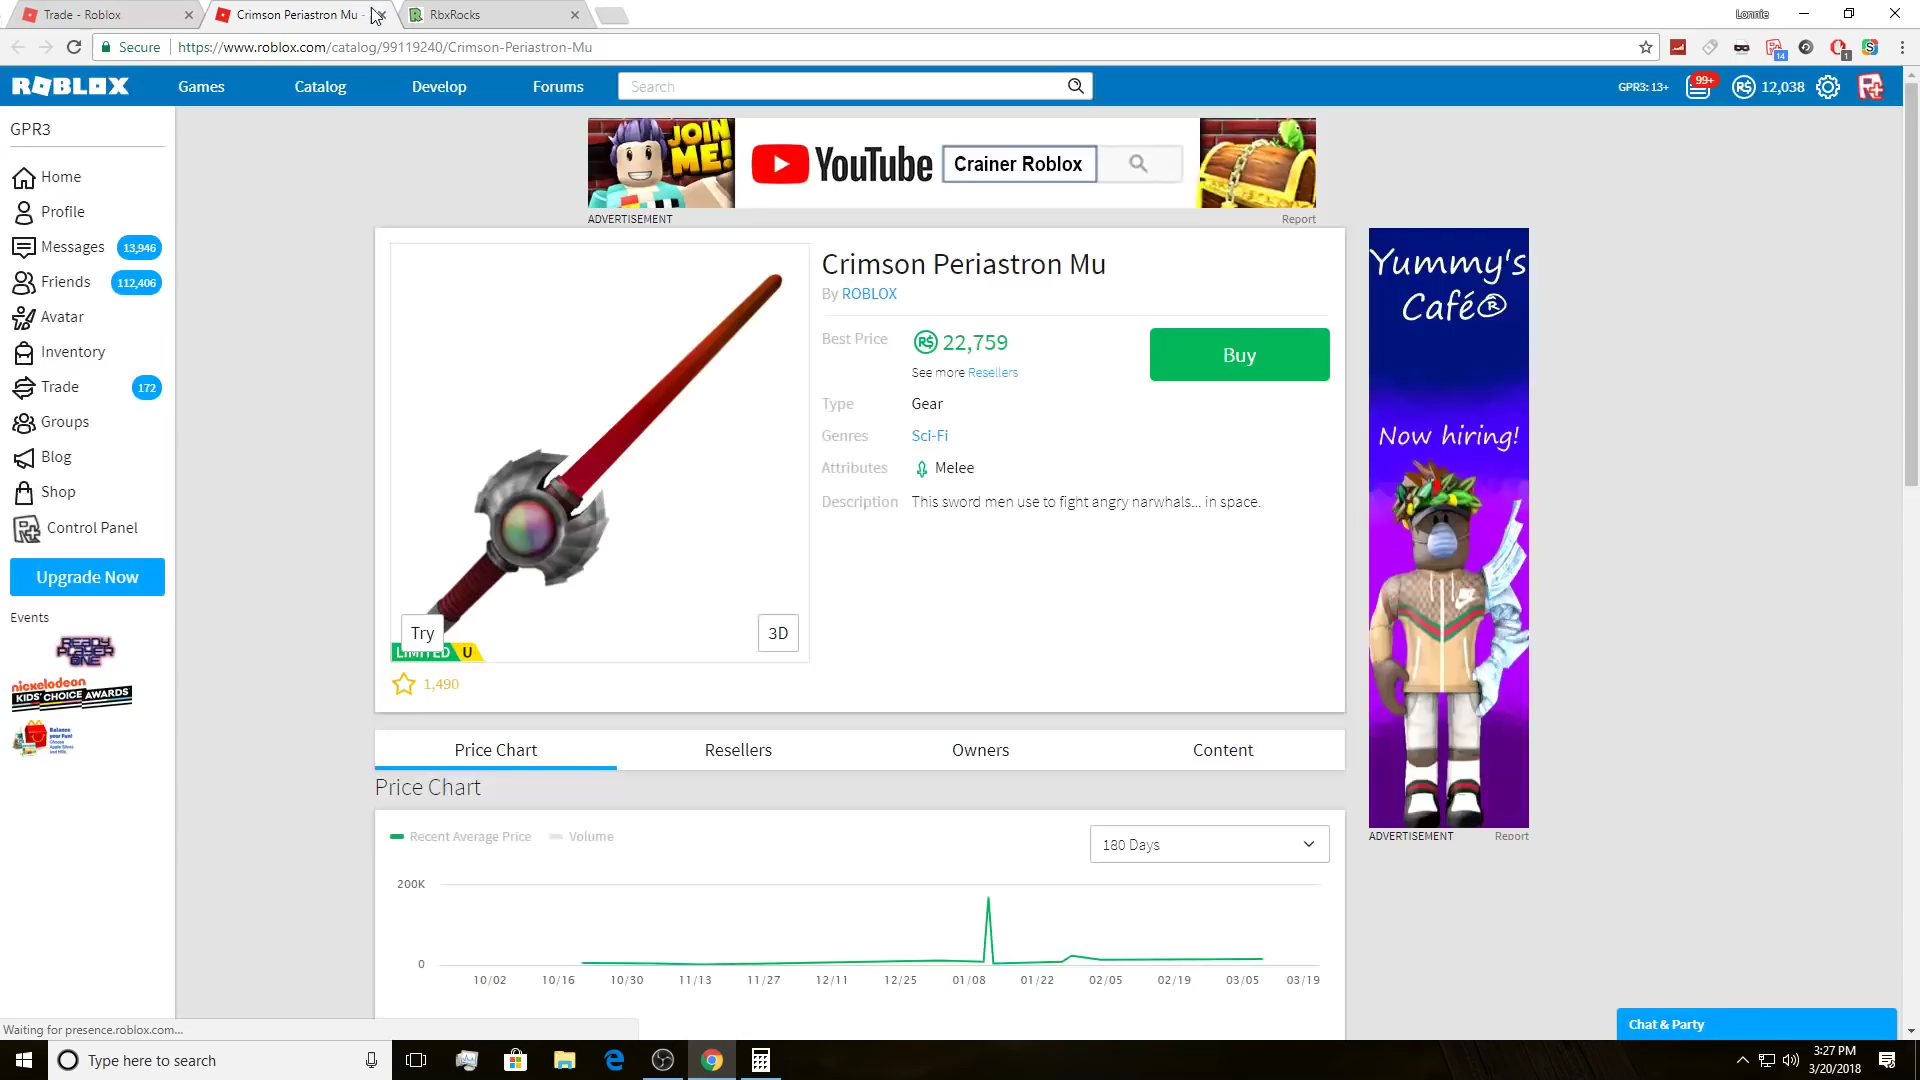 Trade - Roblox
Crimson Periastron Mu -
RbxRocks
Lonnie
Secure
https://www.roblox.com/catalog/99119240/Crimson-Periastron-Mu
14
1
ROBLOX
Games
Catalog
Develop
Forums
Search
GPR3: 13+
99+
R$ 12,038
GPR3
Home
Profile
Messages 13,946
Friends 112,406
Avatar
Inventory
Trade 172
Groups
Blog
Shop
Control Panel
Upgrade Now
Events
READY PLAYER ONE
nickelodeon
KIDS' CHOICE AWARDS
JOIN ME!
YouTube
Crainer Roblox
ADVERTISEMENT
Report
Crimson Periastron Mu
By ROBLOX
Best Price
R$ 22,759
Buy
See more Resellers
Type
Gear
Genres
Sci-Fi
Attributes
Melee
Description
This sword men use to fight angry narwhals... in space.
Try
3D
LIMITED U
1,490
Yummy's
Café®
Now hiring!
ADVERTISEMENT
Report
Price Chart
Resellers
Owners
Content
Price Chart
Recent Average Price
Volume
180 Days
200K
0
10/02
10/16
10/30
11/13
11/27
12/11
12/25
01/08
01/22
02/05
02/19
03/05
03/19
Waiting for presence.roblox.com...
Chat & Party
Type here to search
3:27 PM
3/20/2018